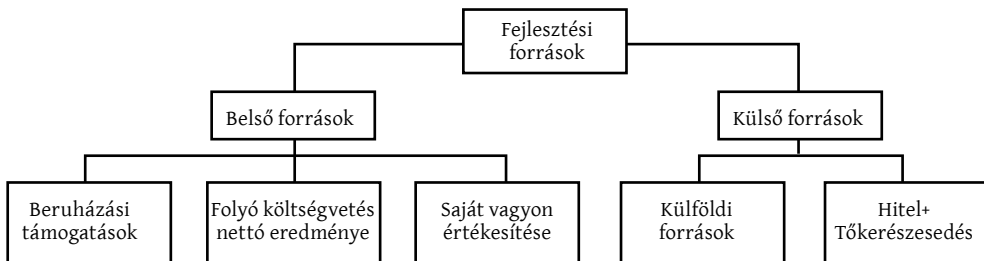 Fejlesztési
források
Belső források
Külső források
Beruházási
támogatások
Folyó költségvetés
nettó eredménye
Saját vagyon
értékesítése
Külföldi
források
Hitel+
Tőkerészesedés